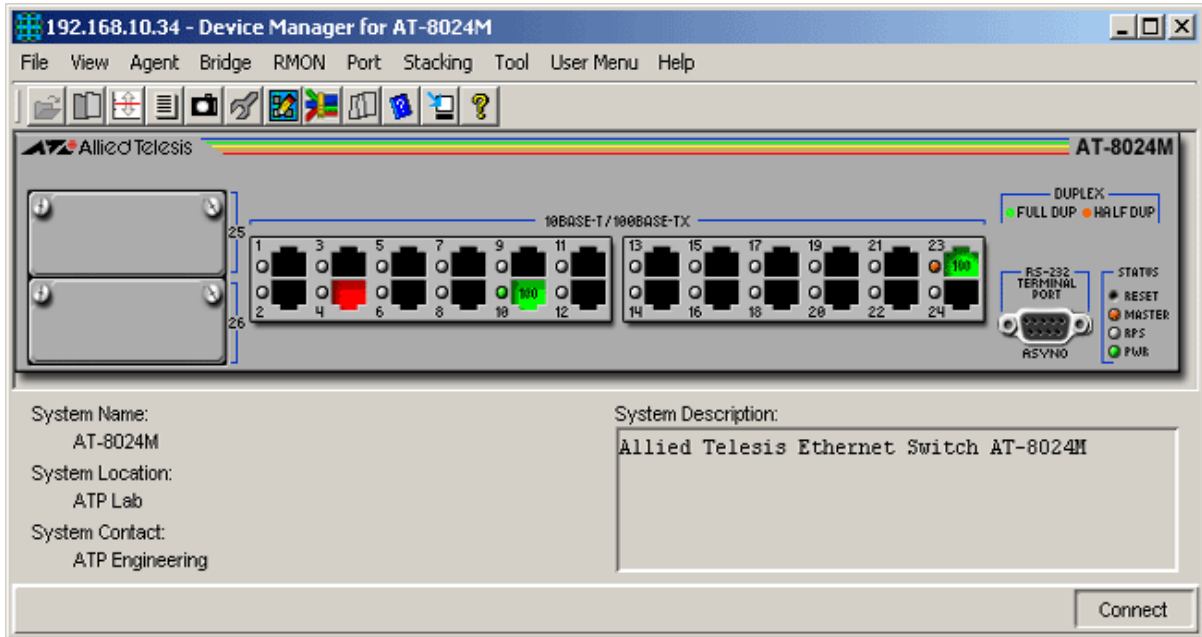 192.168.10.34 - Device Manager for AT-8024M
File View Agent Bridge RMON Port Stacking Tool User Menu Help
Allied Telesis
AT-8024M
DUPLEX
FULL DUP HALF DUP
10BASE-T/100BASE-TX
25
26
1 3 5 7 9 11 13 15 17 19 21 23
100
100
2 4 6 8 10 12 14 16 18 20 22 24
RS-232
TERMINAL
PORT
ASYNO
STATUS
RESET
MASTER
RPS
PWR
System Name:
AT-8024M
System Location:
ATP Lab
System Contact:
ATP Engineering
System Description:
Allied Telesis Ethernet Switch AT-8024M
Connect